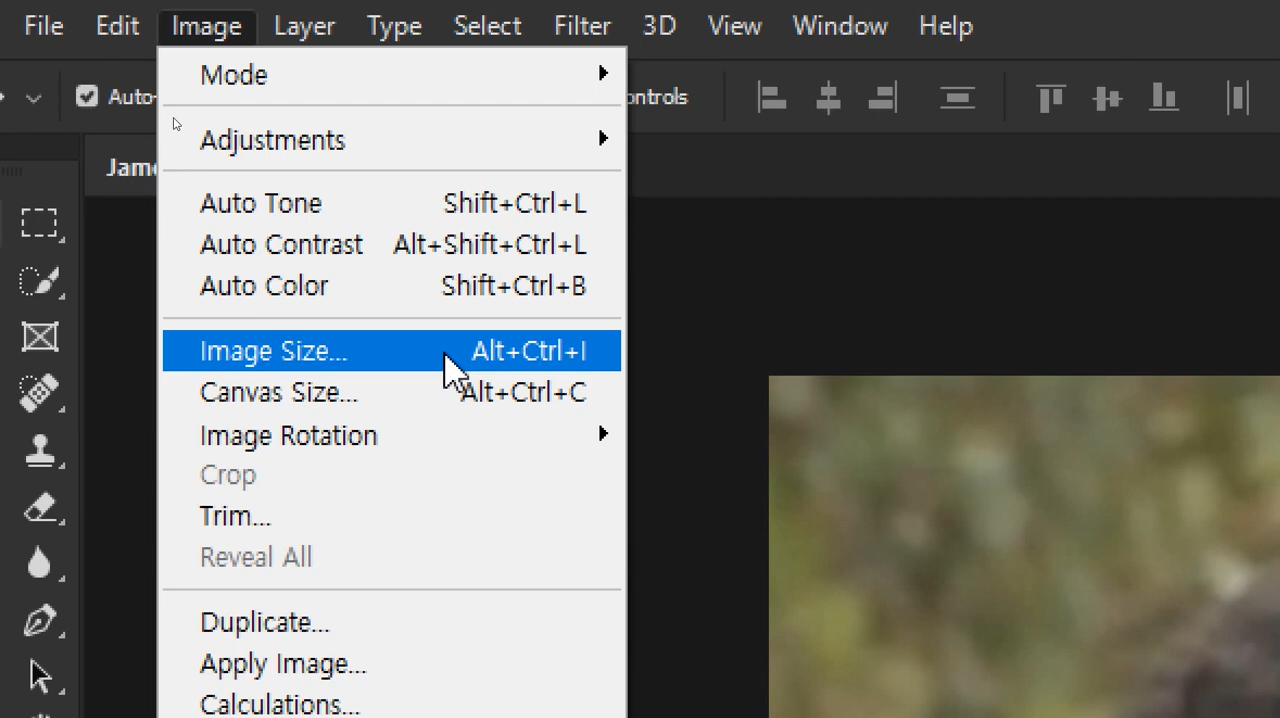 File Edit Image Layer Type Select Filter 3D View Window Help
Auto- ontrols
Jame
Mode
Adjustments
Auto Tone Shift+Ctrl+L
Auto Contrast Alt+Shift+Ctrl+L
Auto Color Shift+Ctrl+B
Image Size... Alt+Ctrl+I
Canvas Size... Alt+Ctrl+C
Image Rotation
Crop
Trim...
Reveal All
Duplicate...
Apply Image...
Calculations...